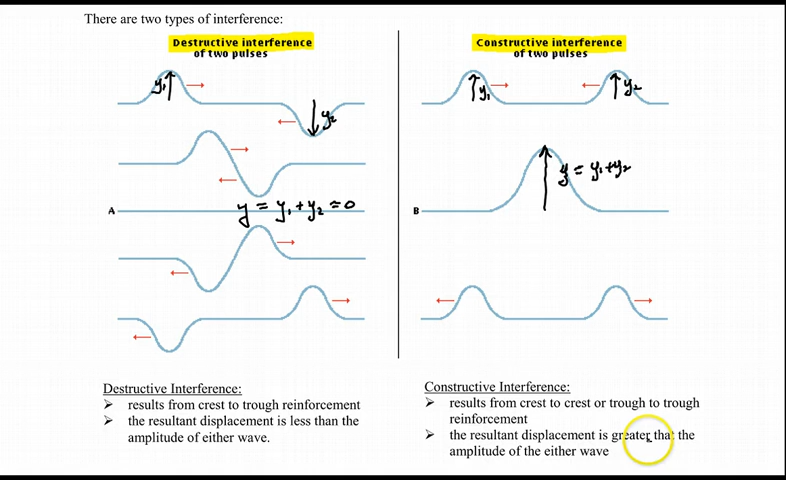 There are two types of interference:
Destructive interference
of two pulses
y₁
y₂
A
y = y₁ + y₂ = 0
Destructive Interference:
➢ results from crest to trough reinforcement
➢ the resultant displacement is less than the
amplitude of either wave.
Constructive interference
of two pulses
y₁
y₂
y = y₁+y₂
B
Constructive Interference:
➢ results from crest to crest or trough to trough
reinforcement
➢ the resultant displacement is greater that the
amplitude of the either wave